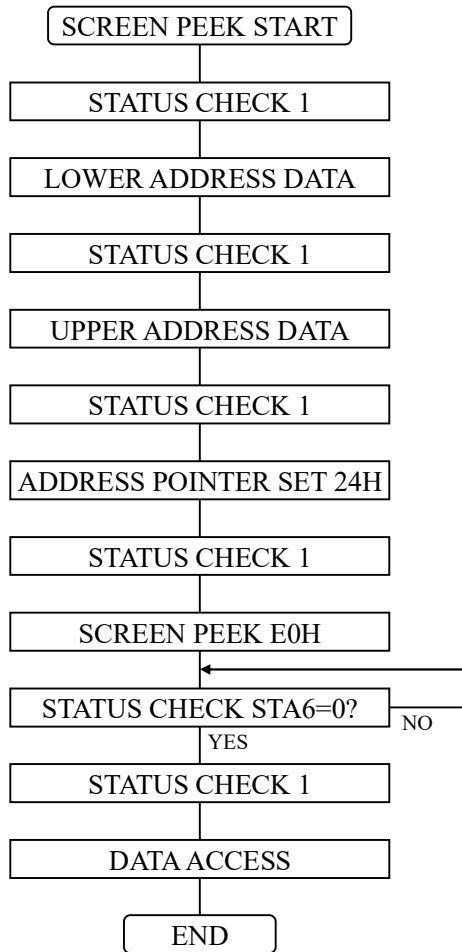 SCREEN PEEK START
STATUS CHECK 1
LOWER ADDRESS DATA
STATUS CHECK 1
UPPER ADDRESS DATA
STATUS CHECK 1
ADDRESS POINTER SET 24H
STATUS CHECK 1
SCREEN PEEK E0H
STATUS CHECK STA6=0?
NO
YES
STATUS CHECK 1
DATA ACCESS
END